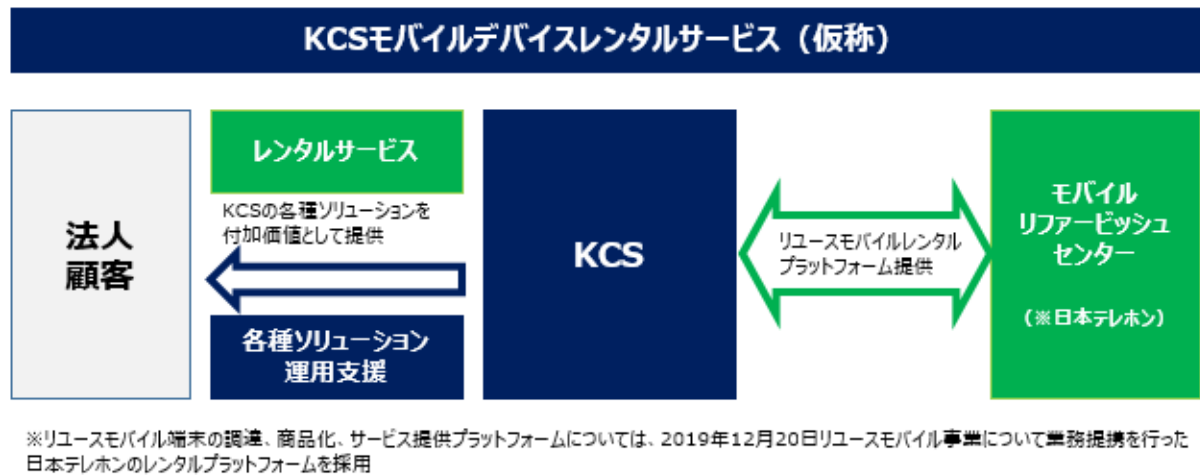 KCSモバイルデバイスレンタルサービス（仮称）
法人
顧客
レンタルサービス
KCSの各種ソリューションを
付加価値として提供
各種ソリューション
運用支援
KCS
リユースモバイルレンタル
プラットフォーム提供
モバイル
リファービッシュ
センター
（※日本テレホン）
※リユースモバイル端末の調達、商品化、サービス提供プラットフォームについては、2019年12月20日リユースモバイル事業について業務提携を行った
日本テレホンのレンタルプラットフォームを採用